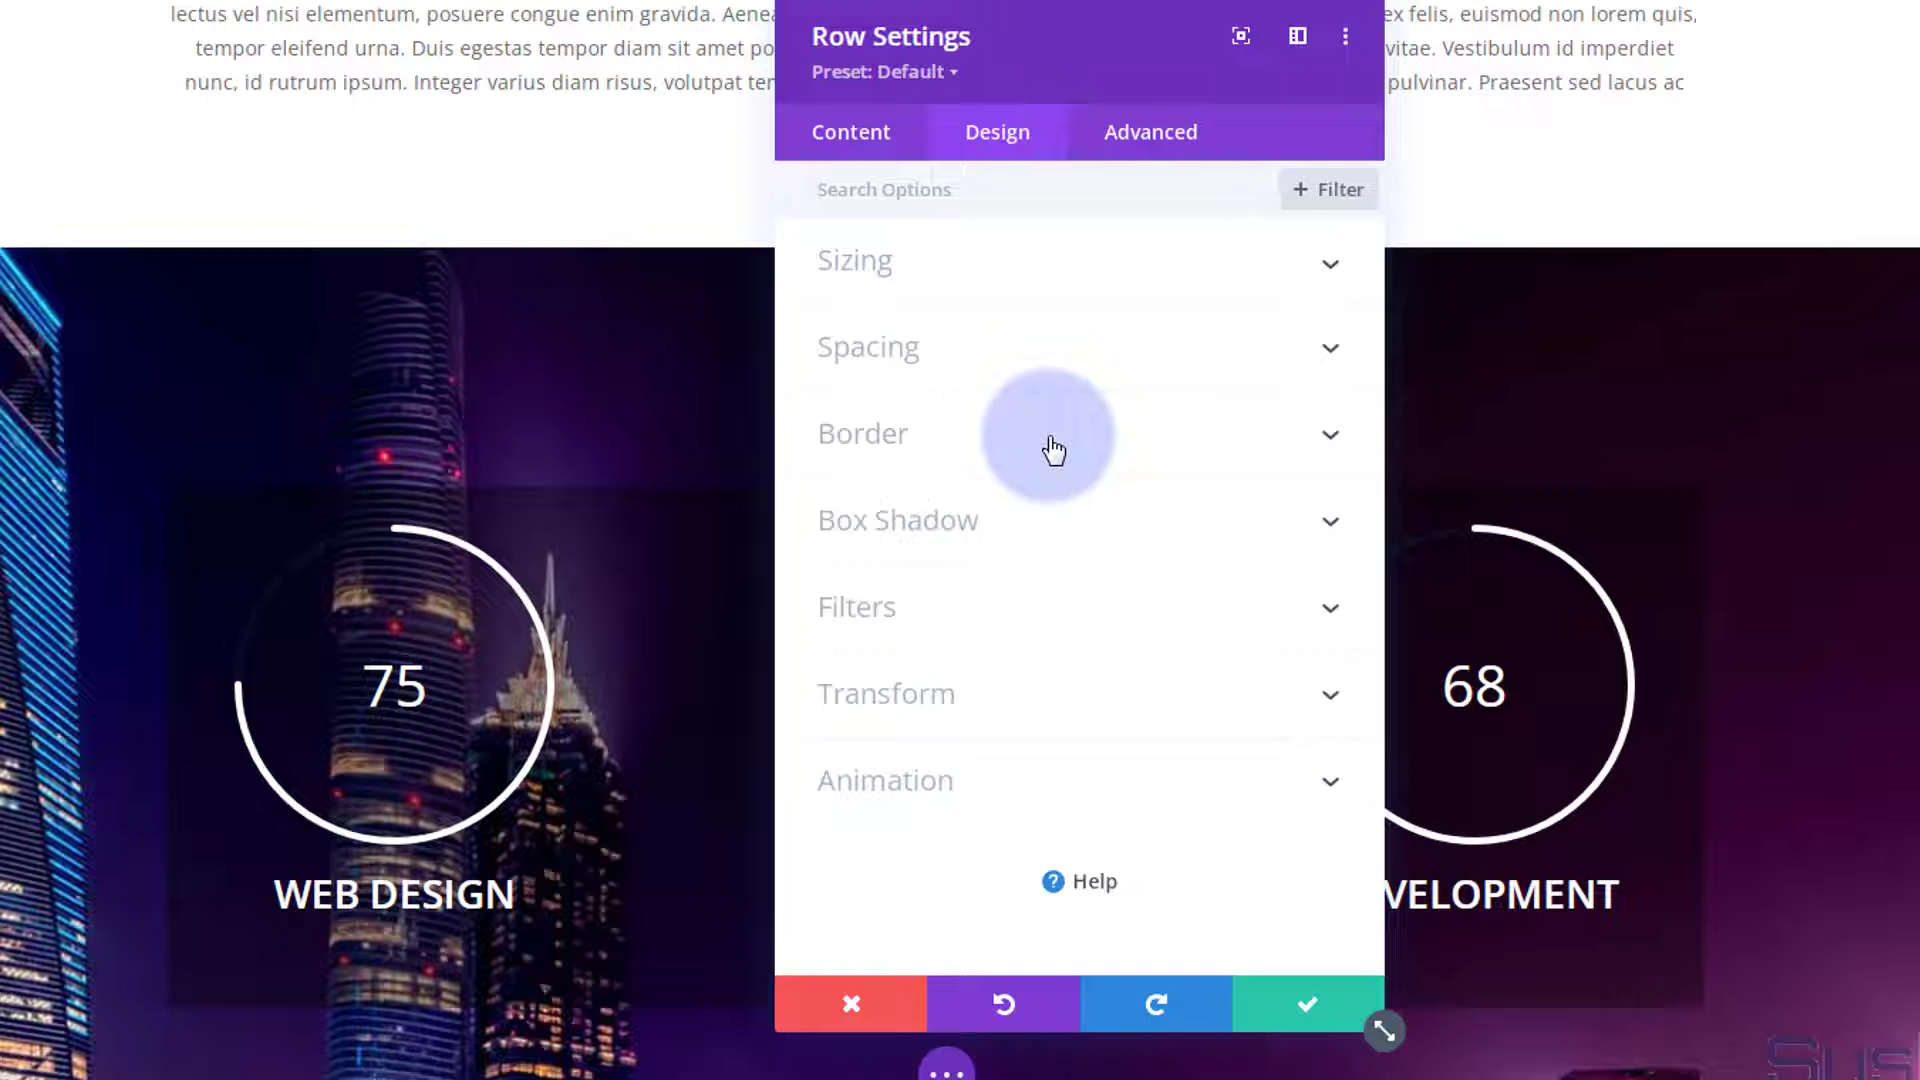 lectus vel nisi elementum, posuere congue enim gravida. Aenea
ex felis, euismod non lorem quis,
tempor eleifend urna. Duis egestas tempor diam sit amet po
vitae. Vestibulum id imperdiet
nunc, id rutrum ipsum. Integer varius diam risus, volutpat ter
pulvinar. Praesent sed lacus ac
Row Settings
Preset: Default
Content
Design
Advanced
Search Options
+ Filter
Sizing
Spacing
Border
Box Shadow
Filters
Transform
Animation
? Help
75
WEB DESIGN
68
VELOPMENT